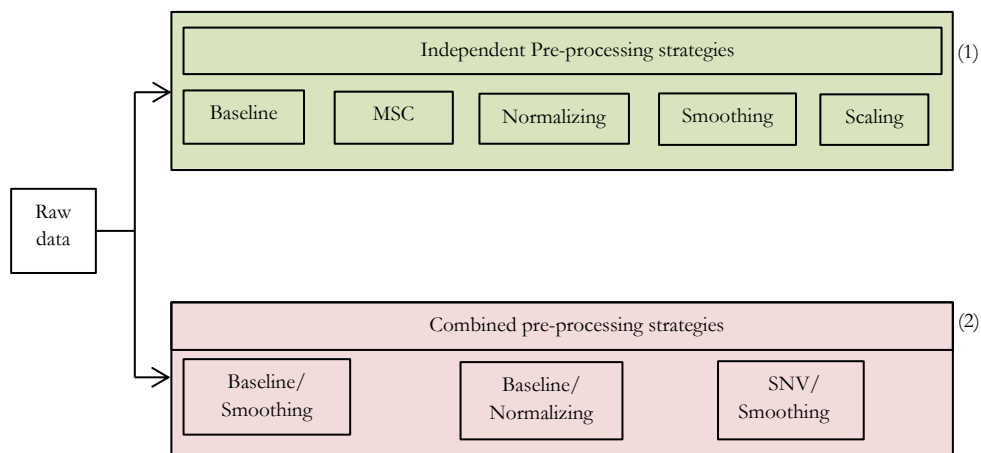 Independent Pre-processing strategies
(1)
Baseline
MSC
Normalizing
Smoothing
Scaling
Raw
data
Combined pre-processing strategies
(2)
Baseline/
Smoothing
Baseline/
Normalizing
SNV/
Smoothing